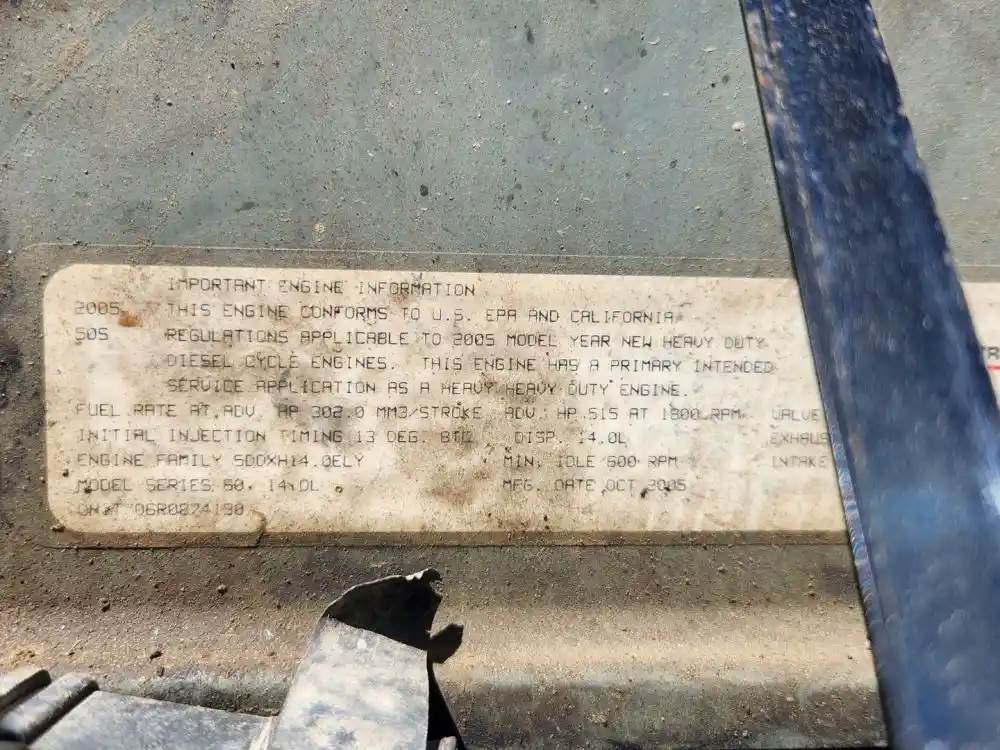 IMPORTANT ENGINE INFORMATION
2005 THIS ENGINE CONFORMS TO U.S. EPA AND CALIFORNIA
50S REGULATIONS APPLICABLE TO 2005 MODEL YEAR NEW HEAVY DUTY
DIESEL CYCLE ENGINES. THIS ENGINE HAS A PRIMARY INTENDED
SERVICE APPLICATION AS A HEAVY HEAVY DUTY ENGINE.
FUEL RATE AT ADV. HP 302.0 MM3/STROKE ADV. HP 515 AT 1800 RPM VALVE
INITIAL INJECTION TIMING 13 DEG. BTC DISP. 14.0L EXHAUS
ENGINE FAMILY 5DDXH14.0ELY MIN. IDLE 600 RPM INTAKE
MODEL SERIES 60, 14.0L MFG. DATE OCT 2005
UNIT 06R0824190